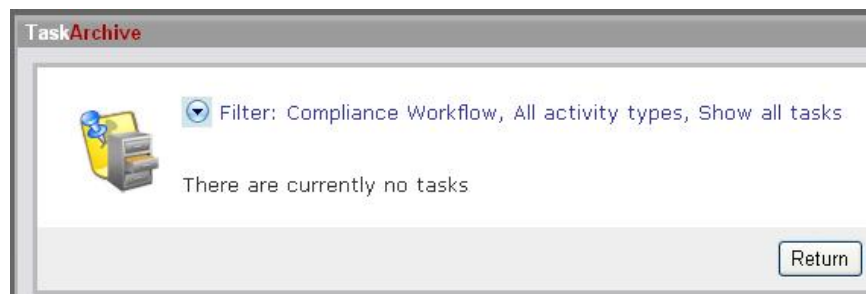 TaskArchive
Filter: Compliance Workflow, All activity types, Show all tasks
There are currently no tasks
Return